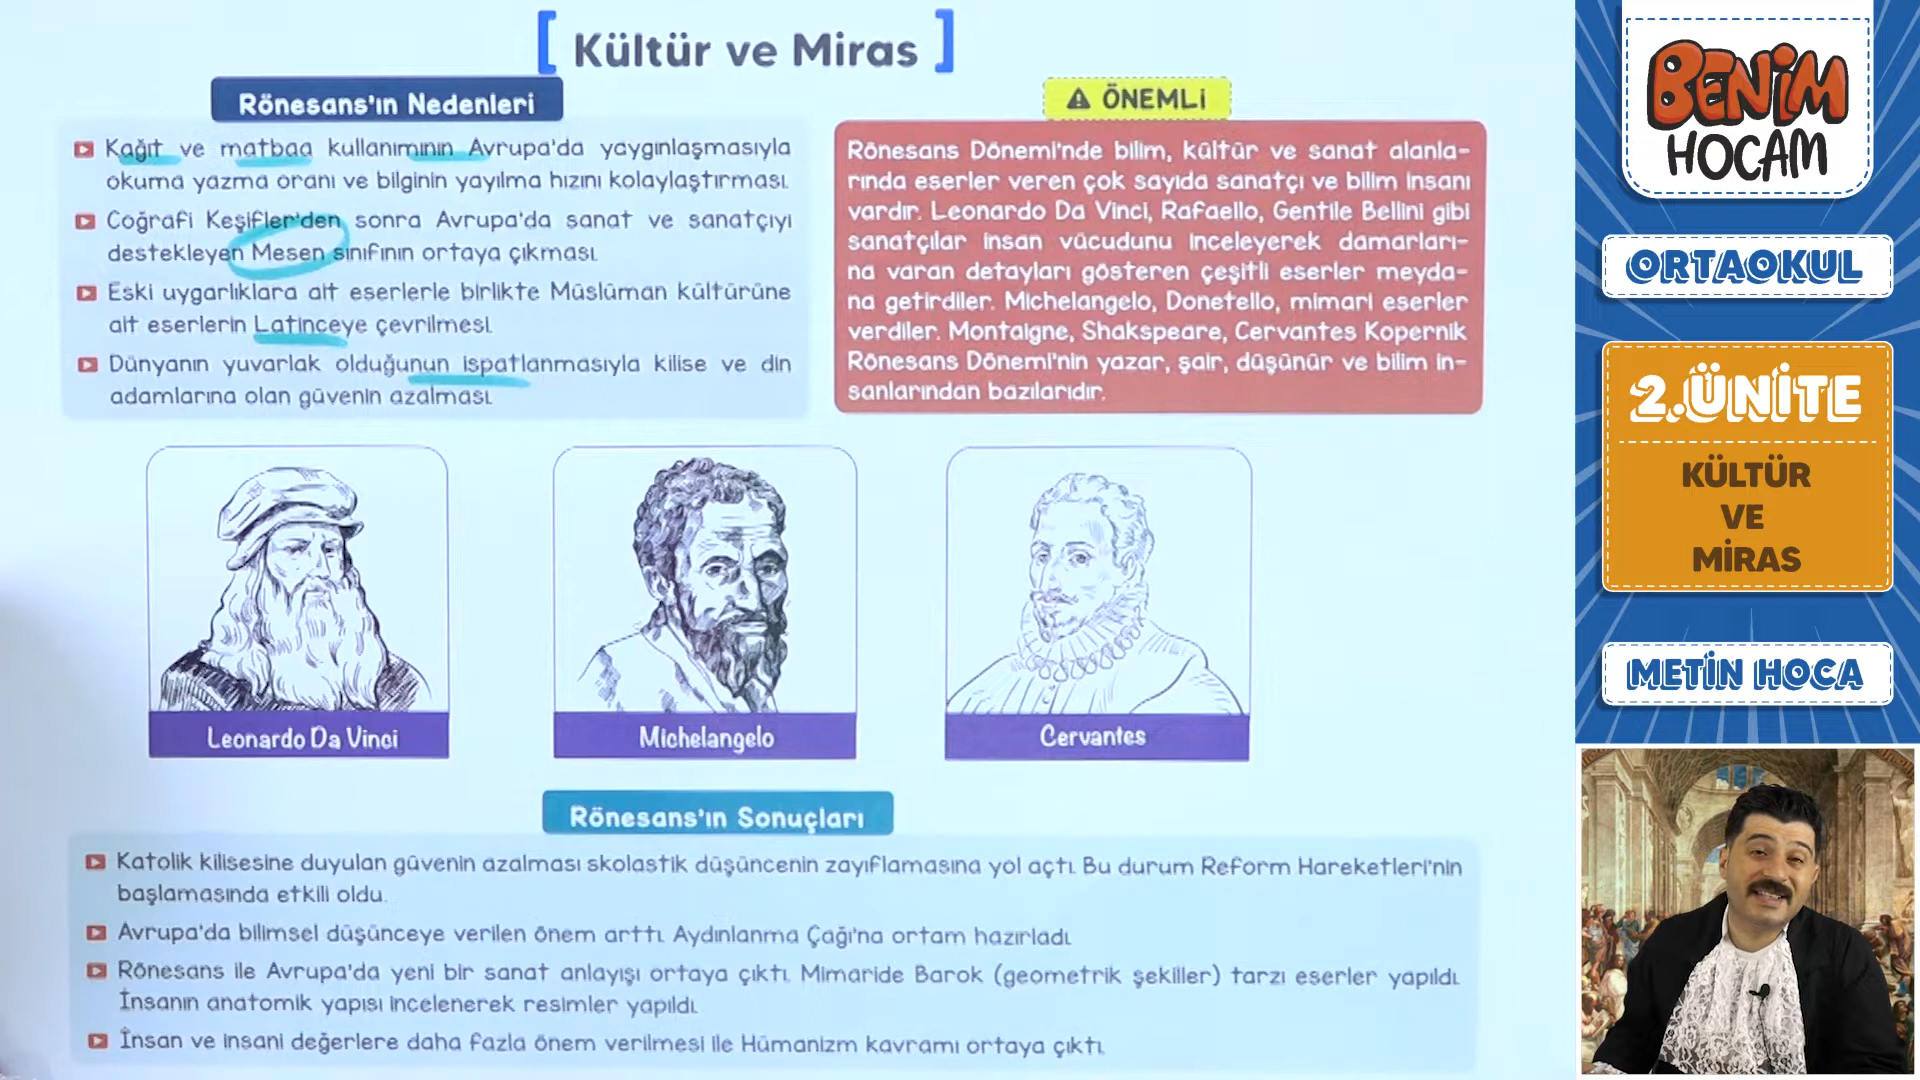 Kültür ve Miras
Rönesans'ın Nedenleri
Kağıt ve matbaa kullanımının Avrupa'da yaygınlaşmasıyla
okuma yazma oranı ve bilginin yayılma hızını kolaylaştırması.
Coğrafi Keşifler'den sonra Avrupa'da sanat ve sanatçıyı
destekleyen Mesen sınıfının ortaya çıkması.
Eski uygarlıklara ait eserlerle birlikte Müslüman kültürüne
ait eserlerin Latinceye çevrilmesi.
Dünyanın yuvarlak olduğunun ispatlanmasıyla kilise ve din
adamlarına olan güvenin azalması.
ÖNEMLİ
Rönesans Dönemi'nde bilim, kültür ve sanat alanla-
rında eserler veren çok sayıda sanatçı ve bilim insanı
vardır. Leonardo Da Vinci, Rafaello, Gentile Bellini gibi
sanatçılar insan vücudunu inceleyerek damarları-
na varan detayları gösteren çeşitli eserler meyda-
na getirdiler. Michelangelo, Donetello, mimari eserler
verdiler. Montaigne, Shakspeare, Cervantes Kopernik
Rönesans Dönemi'nin yazar, şair, düşünür ve bilim in-
sanlarından bazılarıdır.
Leonardo Da Vinci
Michelangelo
Cervantes
Rönesans'ın Sonuçları
Katolik kilisesine duyulan güvenin azalması skolastik düşüncenin zayıflamasına yol açtı. Bu durum Reform Hareketleri'nin
başlamasında etkili oldu.
Avrupa'da bilimsel düşünceye verilen önem arttı. Aydınlanma Çağı'na ortam hazırladı.
Rönesans ile Avrupa'da yeni bir sanat anlayışı ortaya çıktı. Mimaride Barok (geometrik şekiller) tarzı eserler yapıldı.
İnsanın anatomik yapısı incelenerek resimler yapıldı.
İnsan ve insani değerlere daha fazla önem verilmesi ile Hümanizm kavramı ortaya çıktı.
BENİM
HOCAM
ORTAOKUL
2.ÜNİTE
KÜLTÜR
VE
MİRAS
METİN HOCA